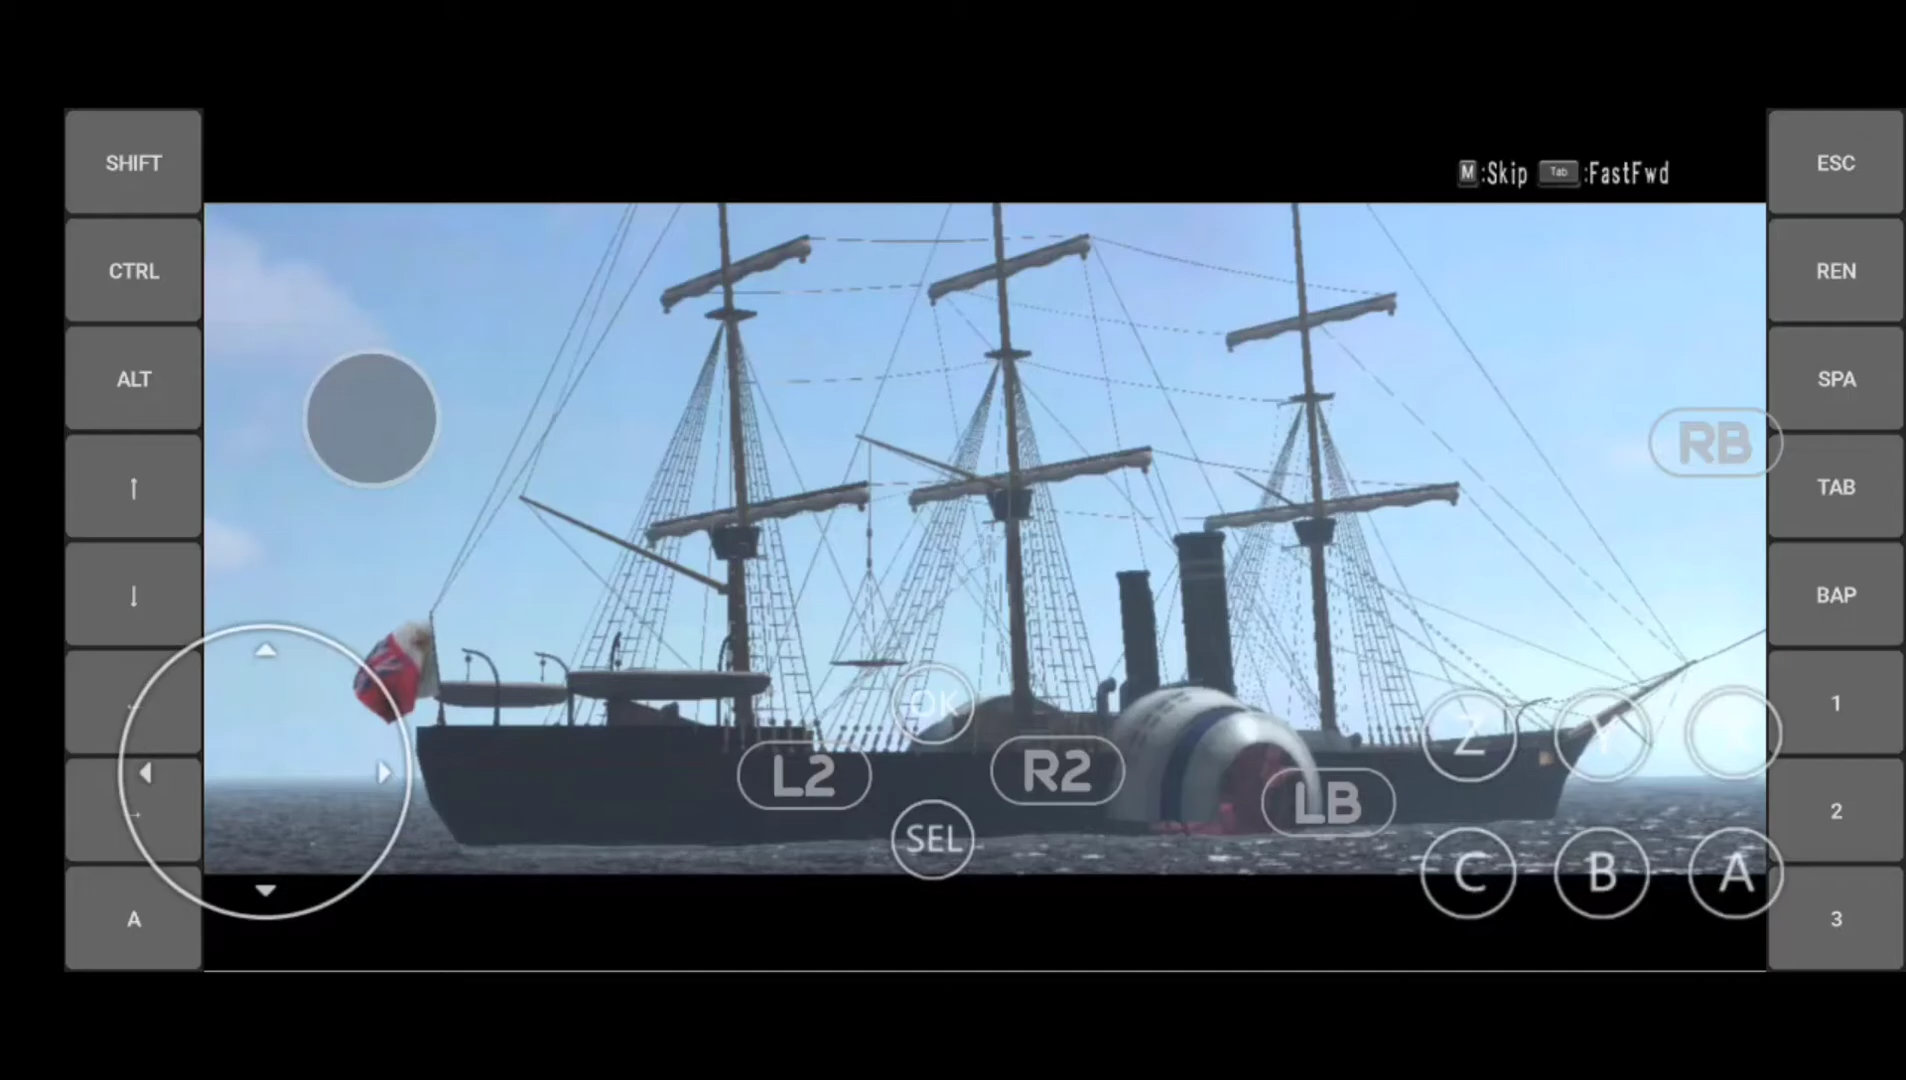 SHIFT
ESC
M:Skip Tab:FastFwd
CTRL
REN
ALT
SPA
RB
↑
TAB
↓
BAP
OK
1
Z
Y
L2
R2
LB
2
→
SEL
C
B
A
A
3